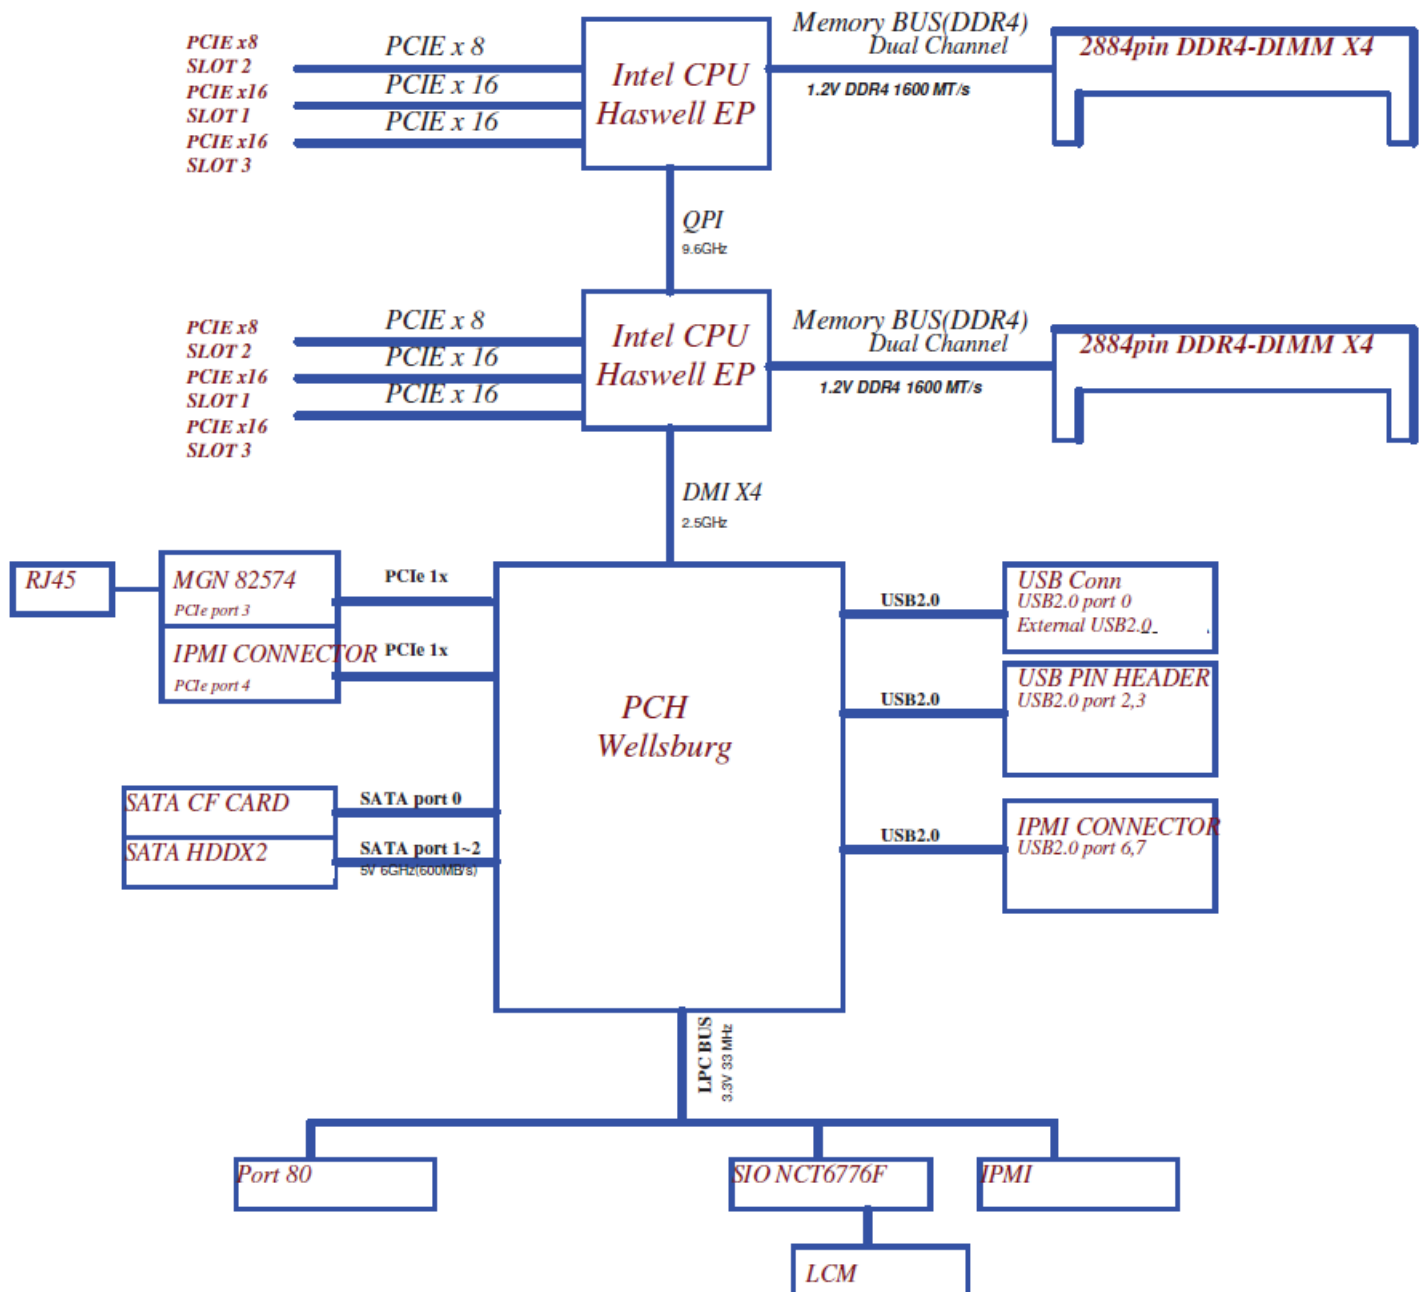 PCIE x8
SLOT 2
PCIE x16
SLOT 1
PCIE x16
SLOT 3
PCIE x 8
PCIE x 16
PCIE x 16
Intel CPU
Haswell EP
Memory BUS(DDR4)
Dual Channel
1.2V DDR4 1600 MT/s
2884pin DDR4-DIMM X4
QPI
9.6GHz
PCIE x8
SLOT 2
PCIE x16
SLOT 1
PCIE x16
SLOT 3
PCIE x 8
PCIE x 16
PCIE x 16
Intel CPU
Haswell EP
Memory BUS(DDR4)
Dual Channel
1.2V DDR4 1600 MT/s
2884pin DDR4-DIMM X4
DMI X4
2.5GHz
RJ45
MGN 82574
PCIe port 3
PCIe 1x
IPMI CONNECTOR
PCIe port 4
PCIe 1x
SATA CF CARD
SATA port 0
SATA HDDX2
SATA port 1~2
5V 6GHz(600MB/s)
PCH
Wellsburg
USB2.0
USB Conn
USB2.0 port 0
External USB2.0
USB2.0
USB PIN HEADER
USB2.0 port 2,3
USB2.0
IPMI CONNECTOR
USB2.0 port 6,7
LPC BUS
3.3V 33 MHz
Port 80
SIO NCT6776F
IPMI
LCM